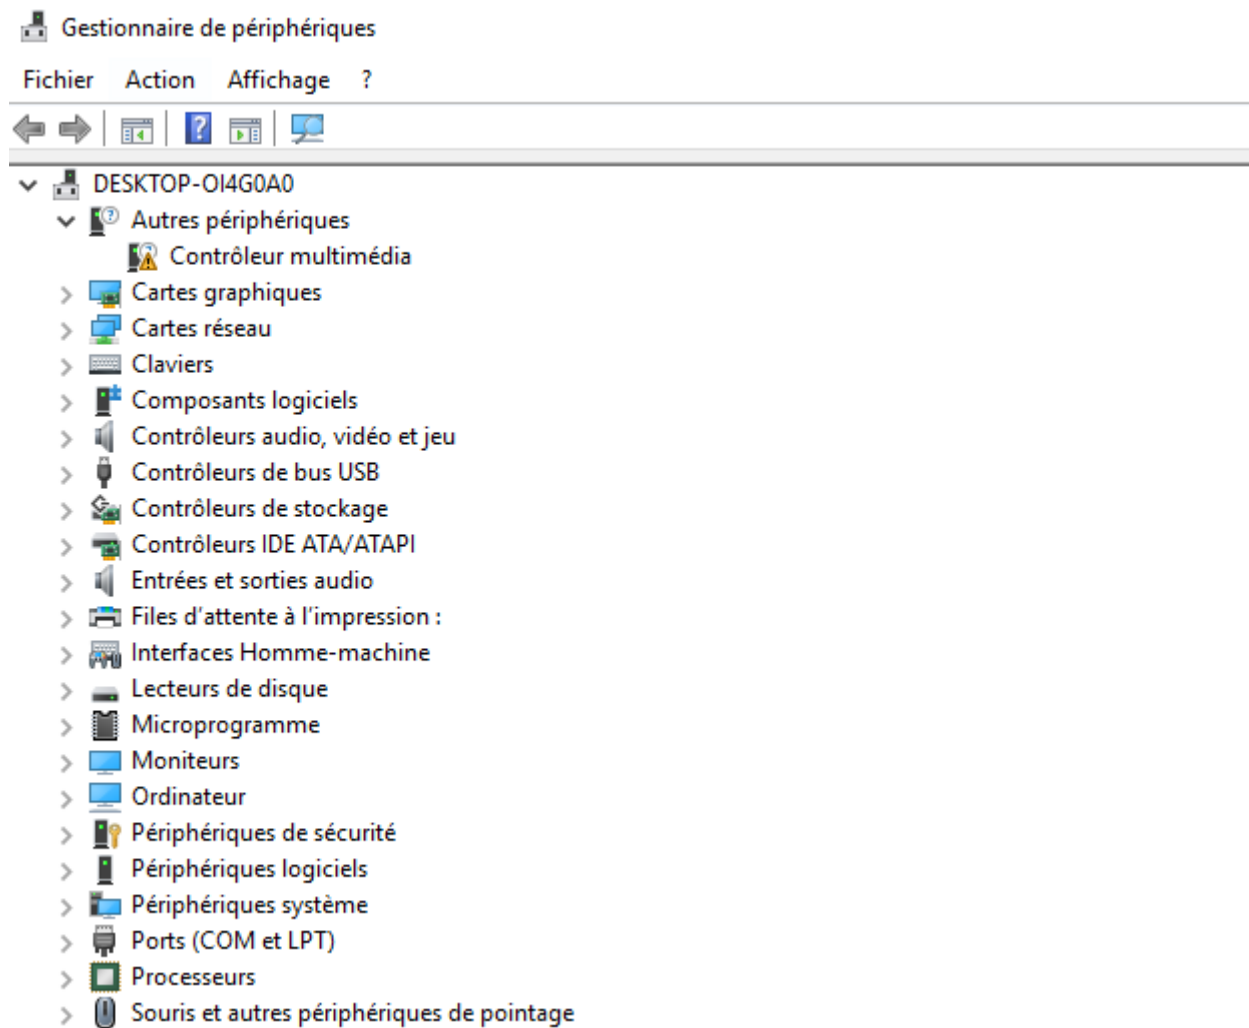 Gestionnaire de périphériques
Fichier Action Affichage ?
DESKTOP-OI4G0A0
Autres périphériques
Contrôleur multimédia
Cartes graphiques
Cartes réseau
Claviers
Composants logiciels
Contrôleurs audio, vidéo et jeu
Contrôleurs de bus USB
Contrôleurs de stockage
Contrôleurs IDE ATA/ATAPI
Entrées et sorties audio
Files d'attente à l'impression :
Interfaces Homme-machine
Lecteurs de disque
Microprogramme
Moniteurs
Ordinateur
Périphériques de sécurité
Périphériques logiciels
Périphériques système
Ports (COM et LPT)
Processeurs
Souris et autres périphériques de pointage